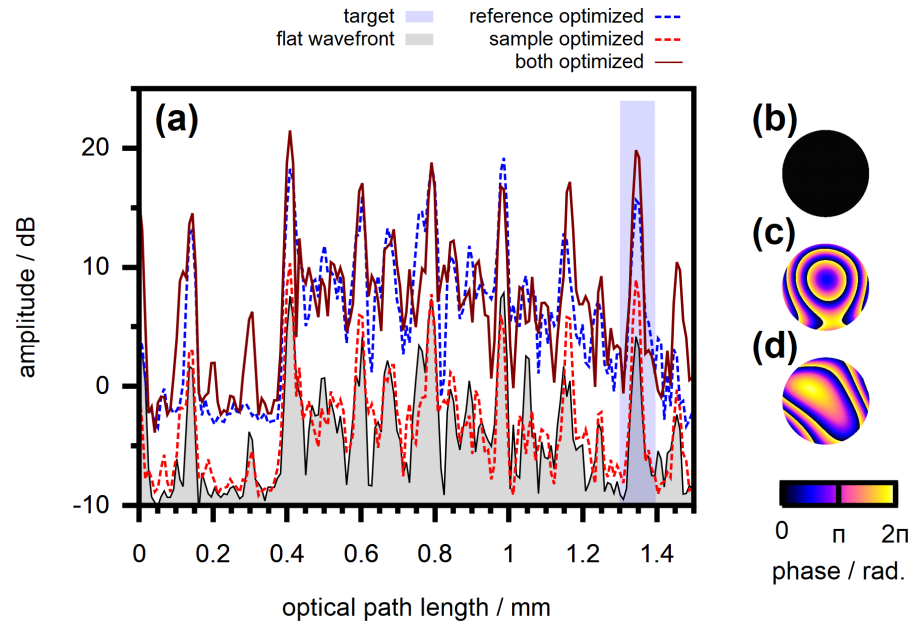 target
flat wavefront
reference optimized
sample optimized
both optimized
(a)
amplitude / dB
20
10
0
-10
0 0.2 0.4 0.6 0.8 1 1.2 1.4
optical path length / mm
(b)
(c)
(d)
0 π 2π
phase / rad.